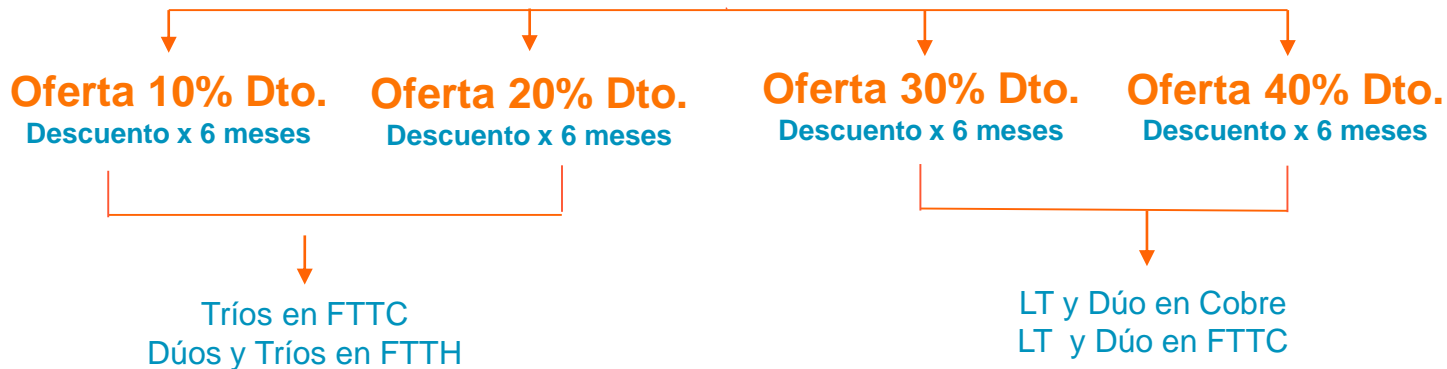 Oferta 10% Dto.
Descuento x 6 meses
Oferta 20% Dto.
Descuento x 6 meses
Oferta 30% Dto.
Descuento x 6 meses
Oferta 40% Dto.
Descuento x 6 meses
Tríos en FTTC
Dúos y Tríos en FTTH
LT y Dúo en Cobre
LT y Dúo en FTTC